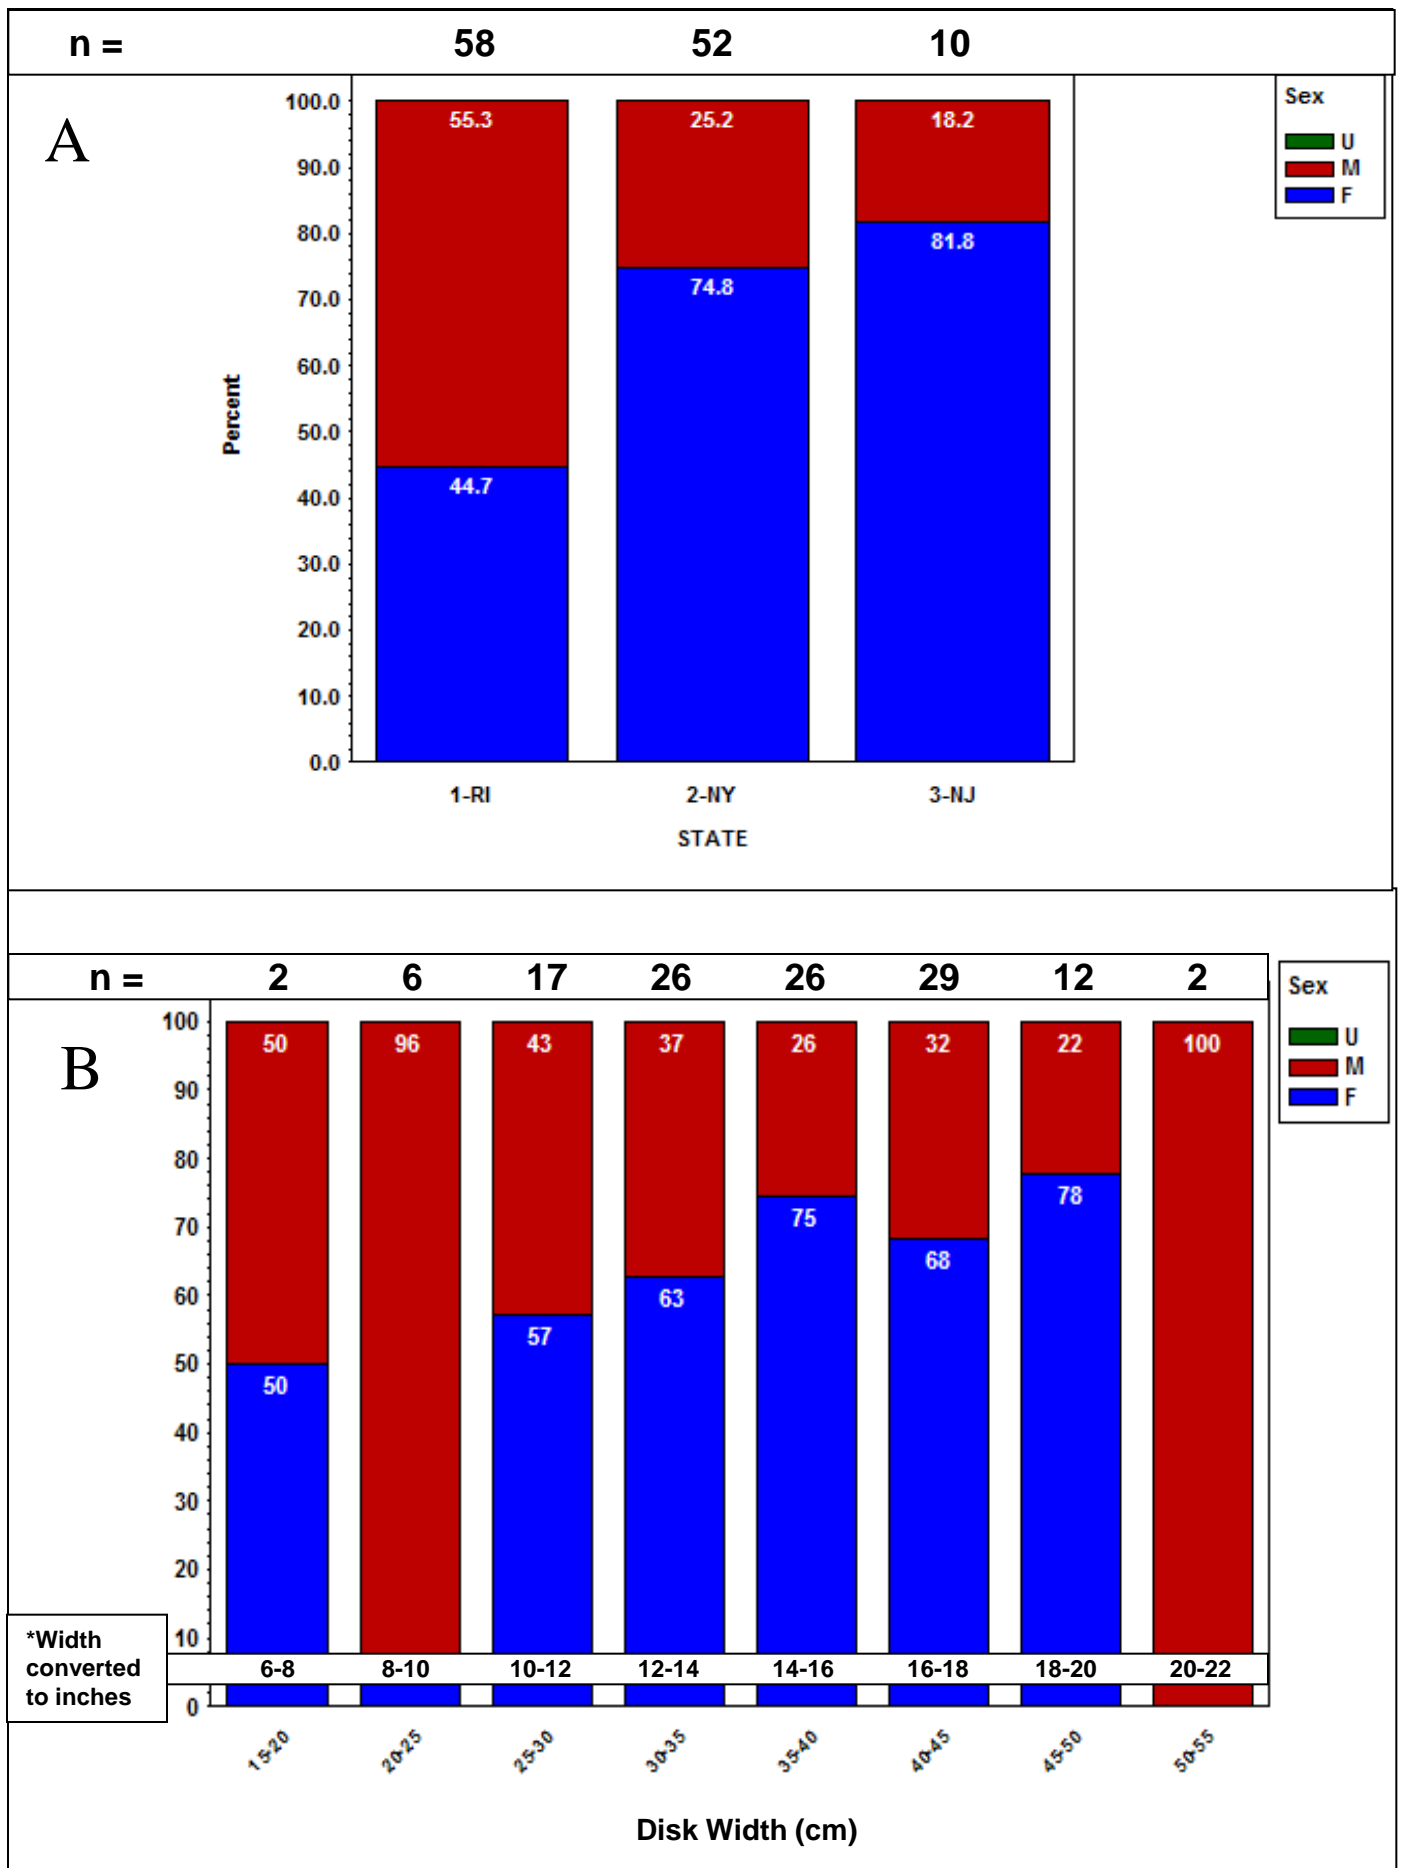 n = 58 52 10
A
Sex
U
M
F
100.0
90.0
80.0
70.0
60.0
50.0
40.0
30.0
20.0
10.0
0.0
Percent
55.3 25.2 18.2
44.7 74.8 81.8
1-RI 2-NY 3-NJ
STATE
n = 2 6 17 26 26 29 12 2
B
Sex
U
M
F
100
90
80
70
60
50
40
30
20
10
0
50 96 43 37 26 32 22 100
50 57 63 75 68 78
*Width
converted
to inches
6-8 8-10 10-12 12-14 14-16 16-18 18-20 20-22
15-20 20-25 25-30 30-35 35-40 40-45 45-50 50-55
Disk Width (cm)